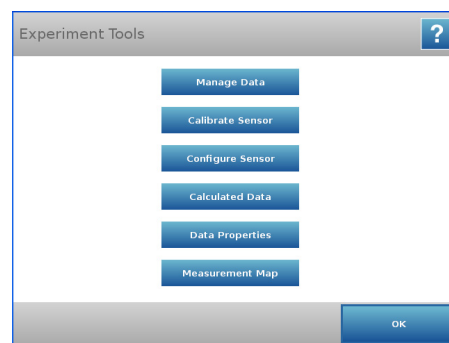 Experiment Tools
?
Manage Data
Calibrate Sensor
Configure Sensor
Calculated Data
Data Properties
Measurement Map
OK